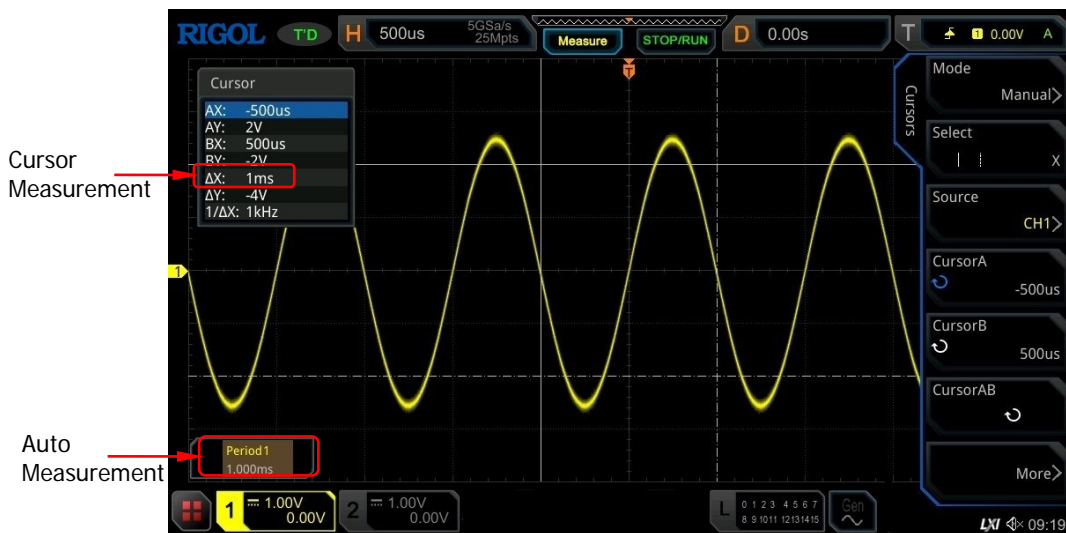 RIGOL T'D H 500us 5GSa/s 25Mpts Measure STOP/RUN D 0.00s T 1 0.00V A
Cursor
AX: -500us
AY: 2V
BX: 500us
BY: -2V
ΔX: 1ms
ΔY: -4V
1/ΔX: 1kHz
Cursor
Measurement
T
1
Period1
1.000ms
Auto
Measurement
Cursors
Mode
Manual>
Select
X
Source
CH1>
CursorA
-500us
CursorB
500us
CursorAB
More>
1 1.00V
0.00V
2 1.00V
0.00V
L 0 1 2 3 4 5 6 7
8 9 10 11 12 13 14 15
Gen
LXI 09:19